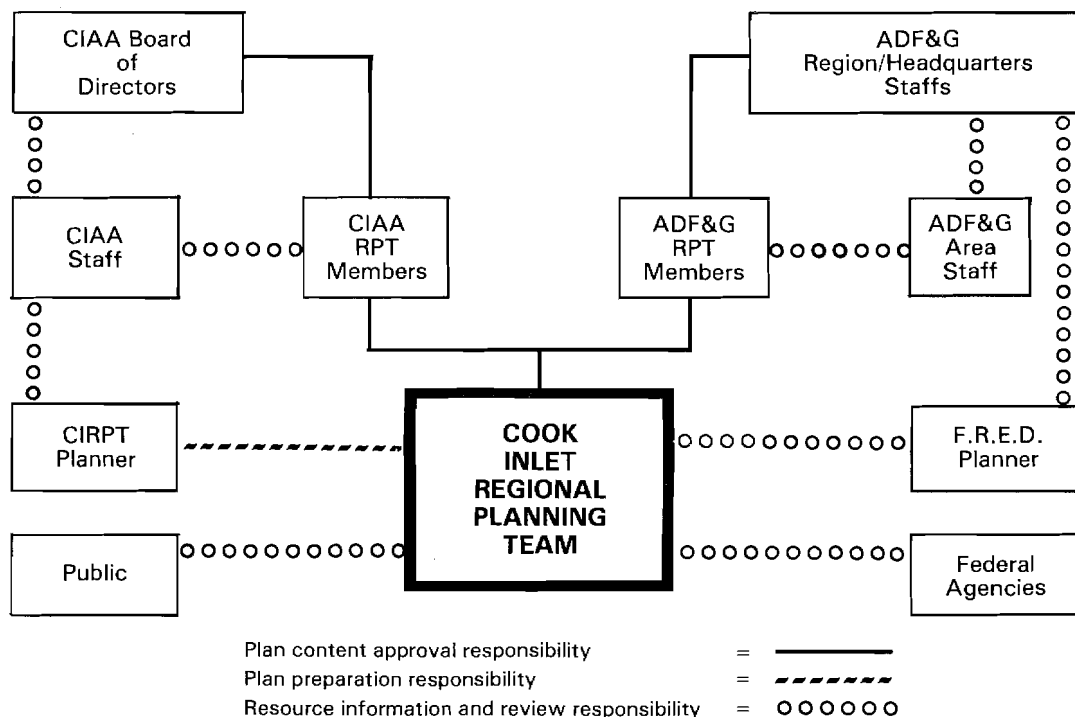 CIAA Board
of
Directors
ADF&G
Region/Headquarters
Staffs
CIAA
Staff
CIAA
RPT
Members
ADF&G
RPT
Members
ADF&G
Area
Staff
CIRPT
Planner
COOK
INLET
REGIONAL
PLANNING
TEAM
F.R.E.D.
Planner
Public
Federal
Agencies
Plan content approval responsibility =
Plan preparation responsibility =
Resource information and review responsibility =